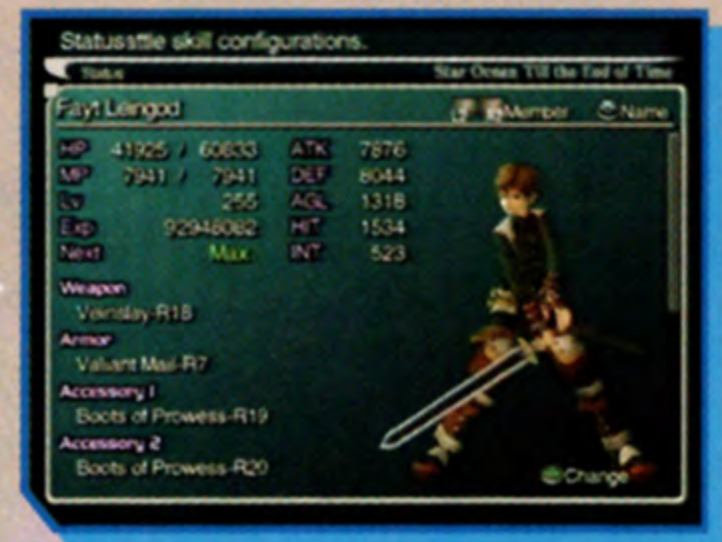 Statusattle skill configurations.
Status Star Ocean Till the End of Time
Fayt Leingod Member Name
HP 41925 / 60833 ATK 7876
MP 7941 / 7941 DEF 8044
Lv 255 AGL 1318
Exp 92948082 HIT 1534
Next Max INT 523
Weapon
Veinslay-R18
Armor
Valiant Mail-R7
Accessory 1
Boots of Prowess-R19
Accessory 2
Boots of Prowess-R20
Change